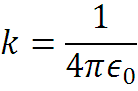 k = 1/(4πϵ₀)